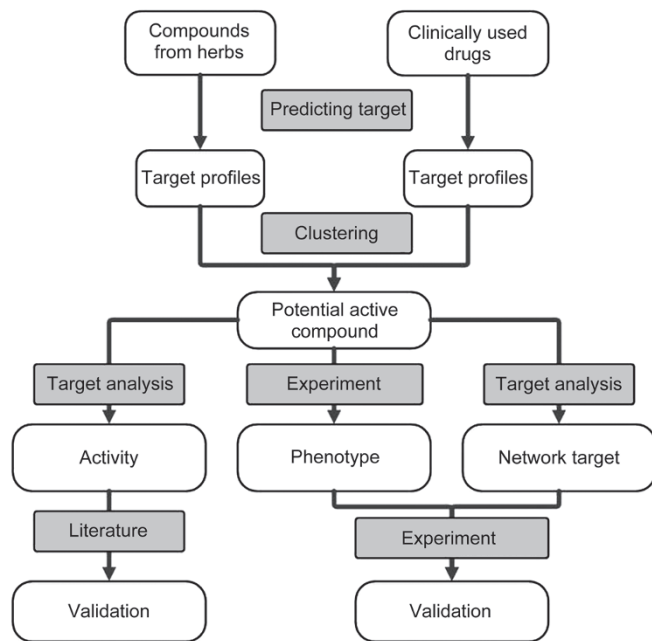 Compounds
from herbs
Clinically used
drugs
Predicting target
Target profiles
Target profiles
Clustering
Potential active
compound
Target analysis
Experiment
Target analysis
Activity
Phenotype
Network target
Literature
Experiment
Validation
Validation